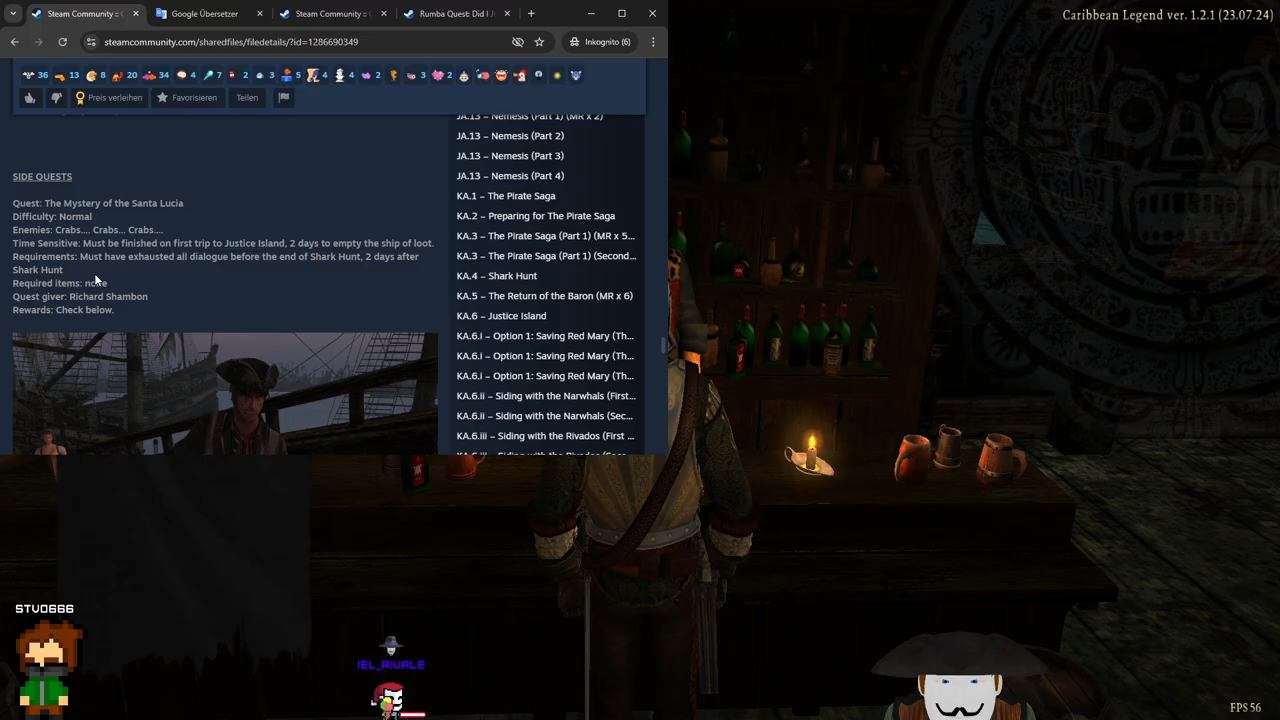 Steam Community :: G
Google Übersetzer
Steam Community :: G
Rumba Quest: Did I J
steamcommunity.com/sharedfiles/filedetails/?id=1286690349
Inkognito (6)
Caribbean Legend ver. 1.2.1 (23.07.24)
36 13 8 20 34 4 7 2 3 5 4 4 2 3 2
Preis verleihen
Favorisieren
Teilen
SIDE QUESTS
Quest: The Mystery of the Santa Lucia
Difficulty: Normal
Enemies: Crabs.... Crabs... Crabs....
Time Sensitive: Must be finished on first trip to Justice Island, 2 days to empty the ship of loot.
Requirements: Must have exhausted all dialogue before the end of Shark Hunt, 2 days after
Shark Hunt
Required items: none
Quest giver: Richard Shambon
Rewards: Check below.
JA.13 – Nemesis (Part 1) (MR x 2)
JA.13 – Nemesis (Part 2)
JA.13 – Nemesis (Part 3)
JA.13 – Nemesis (Part 4)
KA.1 – The Pirate Saga
KA.2 – Preparing for The Pirate Saga
KA.3 – The Pirate Saga (Part 1) (MR x 5...
KA.3 – The Pirate Saga (Part 1) (Second...
KA.4 – Shark Hunt
KA.5 – The Return of the Baron (MR x 6)
KA.6 – Justice Island
KA.6.i – Option 1: Saving Red Mary (Th...
KA.6.i – Option 1: Saving Red Mary (Th...
KA.6.i – Option 1: Saving Red Mary (Th...
KA.6.ii – Siding with the Narwhals (First...
KA.6.ii – Siding with the Narwhals (Sec...
KA.6.iii – Siding with the Rivados (First ...
STVO666
IEL_RIVALE
FPS 56